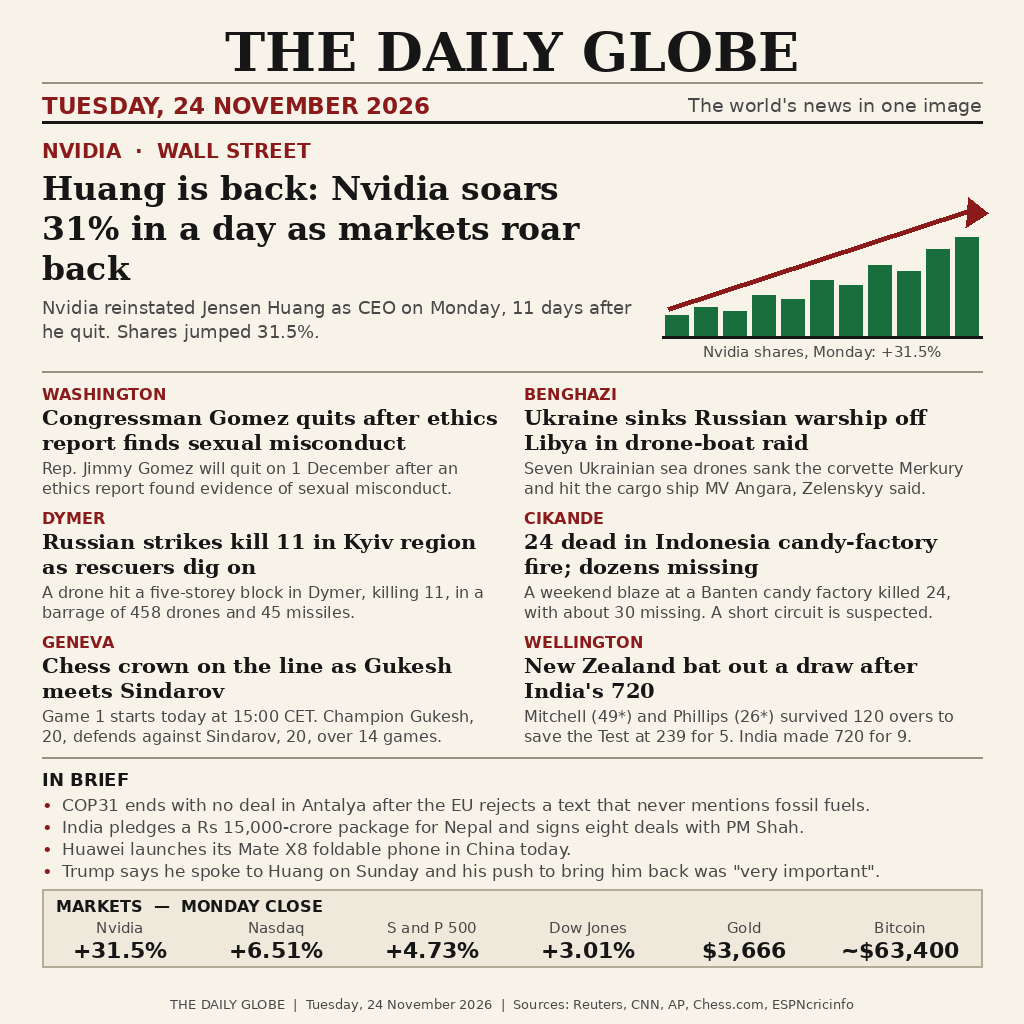 THE DAILY GLOBE
TUESDAY, 24 NOVEMBER 2026
The world's news in one image
NVIDIA · WALL STREET
Huang is back: Nvidia soars
31% in a day as markets roar
back
Nvidia reinstated Jensen Huang as CEO on Monday, 11 days after
he quit. Shares jumped 31.5%.
Nvidia shares, Monday: +31.5%
WASHINGTON
Congressman Gomez quits after ethics
report finds sexual misconduct
Rep. Jimmy Gomez will quit on 1 December after an
ethics report found evidence of sexual misconduct.
BENGHAZI
Ukraine sinks Russian warship off
Libya in drone-boat raid
Seven Ukrainian sea drones sank the corvette Merkury
and hit the cargo ship MV Angara, Zelenskyy said.
DYMER
Russian strikes kill 11 in Kyiv region
as rescuers dig on
A drone hit a five-storey block in Dymer, killing 11, in a
barrage of 458 drones and 45 missiles.
CIKANDE
24 dead in Indonesia candy-factory
fire; dozens missing
A weekend blaze at a Banten candy factory killed 24,
with about 30 missing. A short circuit is suspected.
GENEVA
Chess crown on the line as Gukesh
meets Sindarov
Game 1 starts today at 15:00 CET. Champion Gukesh,
20, defends against Sindarov, 20, over 14 games.
WELLINGTON
New Zealand bat out a draw after
India's 720
Mitchell (49*) and Phillips (26*) survived 120 overs to
save the Test at 239 for 5. India made 720 for 9.
IN BRIEF
• COP31 ends with no deal in Antalya after the EU rejects a text that never mentions fossil fuels.
• India pledges a Rs 15,000-crore package for Nepal and signs eight deals with PM Shah.
• Huawei launches its Mate X8 foldable phone in China today.
• Trump says he spoke to Huang on Sunday and his push to bring him back was "very important".
MARKETS — MONDAY CLOSE
Nvidia Nasdaq S and P 500 Dow Jones Gold Bitcoin
+31.5% +6.51% +4.73% +3.01% $3,666 ~$63,400
THE DAILY GLOBE | Tuesday, 24 November 2026 | Sources: Reuters, CNN, AP, Chess.com, ESPNcricinfo